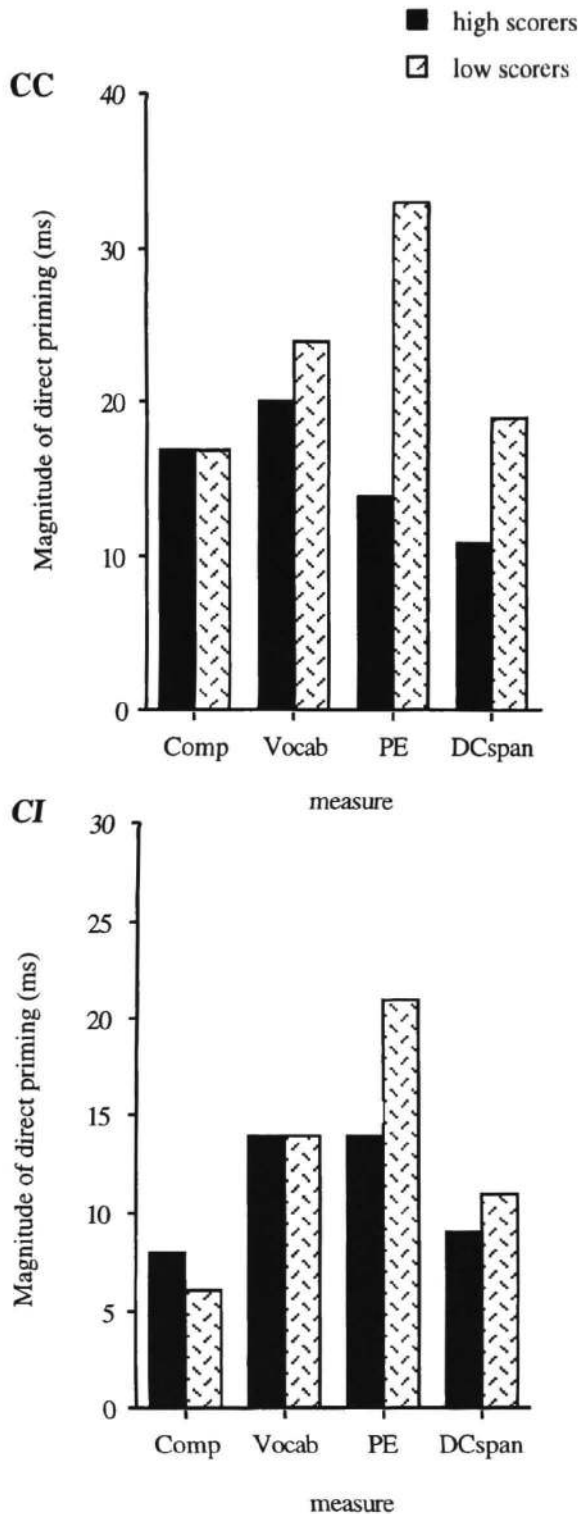 high scorers
low scorers
CC
Magnitude of direct priming (ms)
40
30
20
10
0
Comp Vocab PE DCspan
measure
CI
Magnitude of direct priming (ms)
30
25
20
15
10
5
0
Comp Vocab PE DCspan
measure